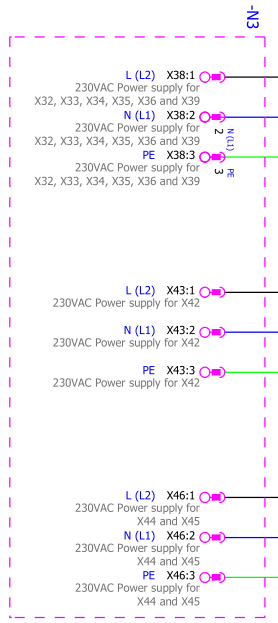 -N3
L (L2) X38:1
230VAC Power supply for
X32, X33, X34, X35, X36 and X39
N (L1) X38:2
230VAC Power supply for
X32, X33, X34, X35, X36 and X39
2 N (L1)
PE X38:3
230VAC Power supply for
X32, X33, X34, X35, X36 and X39
3 PE
L (L2) X43:1
230VAC Power supply for X42
N (L1) X43:2
230VAC Power supply for X42
PE X43:3
230VAC Power supply for X42
L (L2) X46:1
230VAC Power supply for
X44 and X45
N (L1) X46:2
230VAC Power supply for
X44 and X45
PE X46:3
230VAC Power supply for
X44 and X45